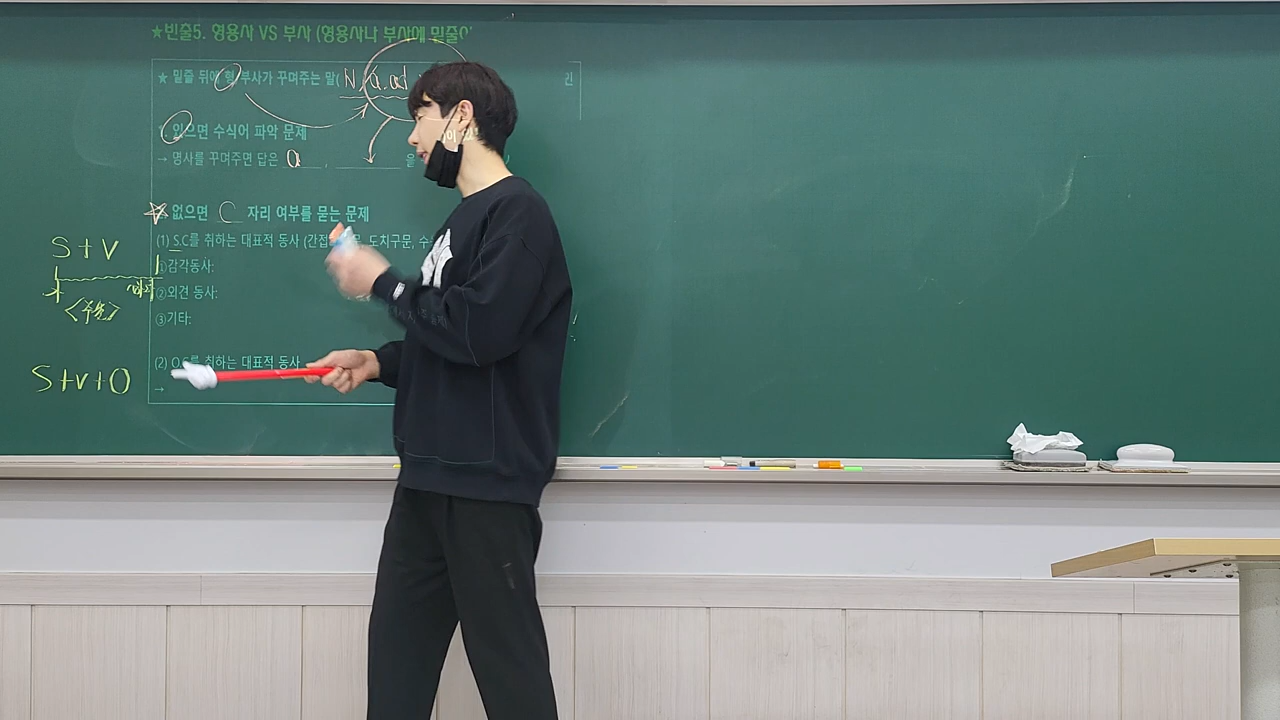 ★빈출5. 형용사 VS 부사 (형용사나 부사에 밑줄이
★ 밑줄 뒤에 형,부사가 꾸며주는 말( N, a.ad
있으면 수식어 파악 문제
→ 명사를 꾸며주면 답은 a 을
☆ 없으면 C 자리 여부를 묻는 문제
S+V
(1) S.C를 취하는 대표적 동사 (간접 도치구문, 수
①감각동사:
②외견 동사:
<주속>
③기타:
(2) O.C를 취하는 대표적 동사
S+V+O
→